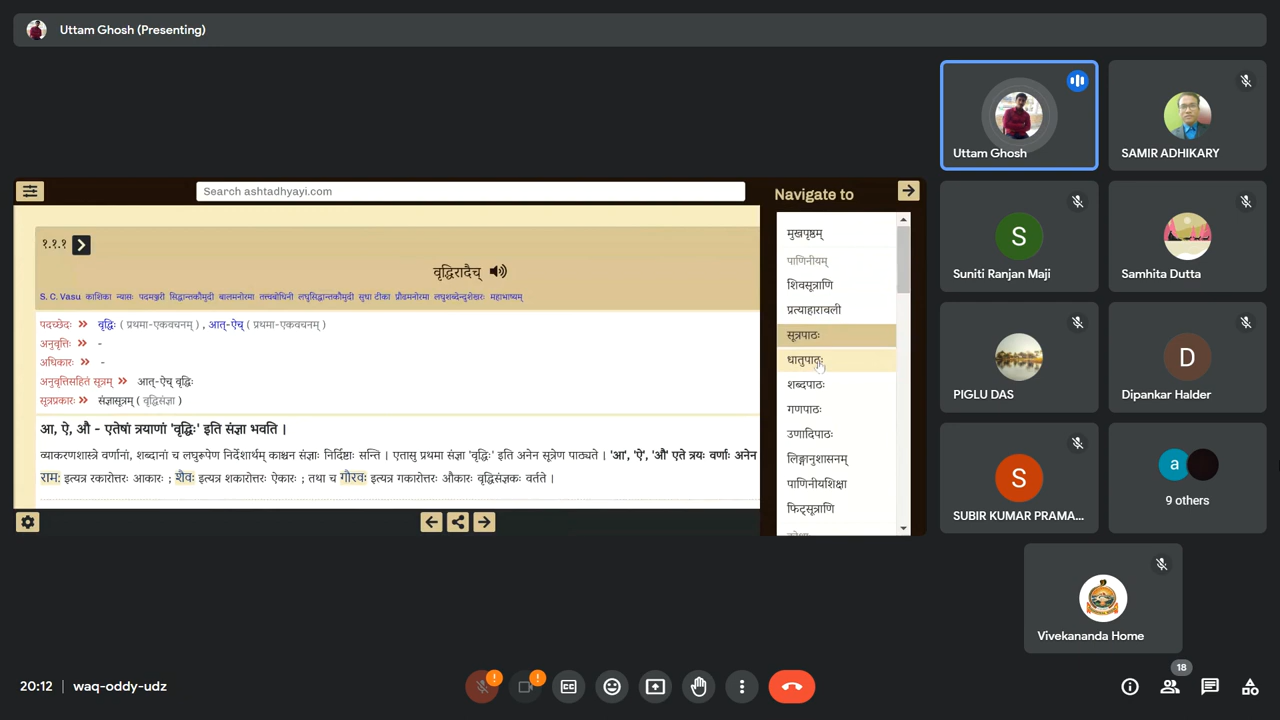 Uttam Ghosh (Presenting)
Search ashtadhyayi.com
Navigate to
१.१.१
वृद्धिरादैच्
S. C. Vasu काशिका न्यासः पदमञ्जरी सिद्धान्तकौमुदी बालमनोरमा तत्त्वबोधिनी लघुसिद्धान्तकौमुदी सुधा टीका प्रौढमनोरमा लघुशब्देन्दुशेखरः महाभाष्यम्
पदच्छेदः वृद्धिः ( प्रथमा-एकवचनम् ) , आत्-ऐच् ( प्रथमा-एकवचनम् )
अनुवृत्तिः -
अधिकारः -
अनुवृत्तिसहितं सूत्रम् आत्-ऐच् वृद्धिः
सूत्रप्रकारः संज्ञासूत्रम् ( वृद्धिसंज्ञा )
आ, ऐ, औ - एतेषां त्रयाणां 'वृद्धिः' इति संज्ञा भवति ।
व्याकरणशास्त्रे वर्णानां, शब्दानां च लघुरूपेण निर्देशार्थम् काश्चन संज्ञाः निर्दिष्टाः सन्ति । एतासु प्रथमा संज्ञा 'वृद्धिः' इति अनेन सूत्रेण पाठ्यते । 'आ', 'ऐ', 'औ' एते त्रयः वर्णाः अनेन
रामः इत्यत्र रकारोत्तरः आकारः ; शैवः इत्यत्र शकारोत्तरः ऐकारः ; तथा च गौरवः इत्यत्र गकारोत्तरः औकारः वृद्धिसंज्ञकः वर्तते ।
मुखपृष्ठम्
पाणिनीयम्
शिवसूत्राणि
प्रत्याहारावली
सूत्रपाठः
धातुपाठः
शब्दपाठः
गणपाठः
उणादिपाठः
लिङ्गानुशासनम्
पाणिनीयशिक्षा
फिट्सूत्राणि
Uttam Ghosh
SAMIR ADHIKARY
S
Suniti Ranjan Maji
Samhita Dutta
PIGLU DAS
D
Dipankar Halder
S
SUBIR KUMAR PRAMA...
a
9 others
Vivekananda Home
20:12 | waq-oddy-udz
18